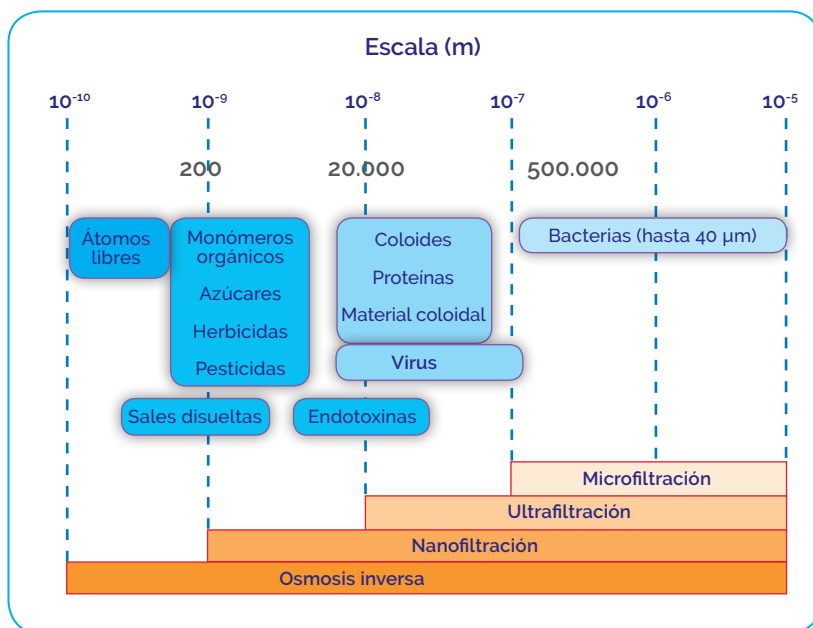 Escala (m)
10⁻¹⁰ 10⁻⁹ 10⁻⁸ 10⁻⁷ 10⁻⁶ 10⁻⁵
200 20.000 500.000
Átomos
libres
Monómeros
orgánicos
Azúcares
Herbicidas
Pesticidas
Coloides
Proteínas
Material coloidal
Bacterias (hasta 40 µm)
Virus
Sales disueltas
Endotoxinas
Microfiltración
Ultrafiltración
Nanofiltración
Osmosis inversa